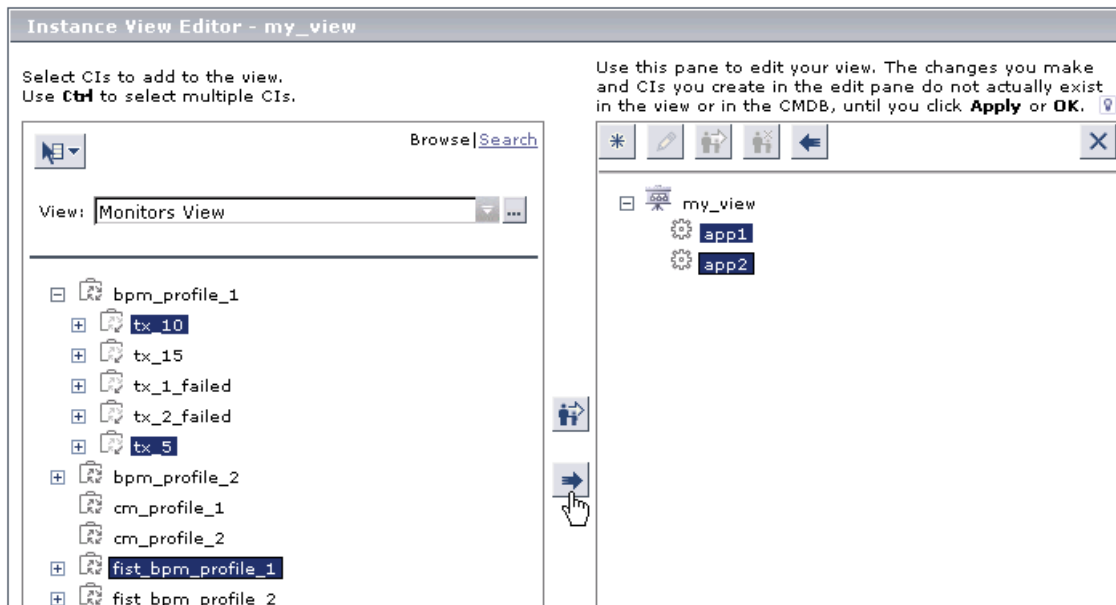 Instance View Editor - my_view
Select CIs to add to the view.
Use Ctrl to select multiple CIs.
Use this pane to edit your view. The changes you make
and CIs you create in the edit pane do not actually exist
in the view or in the CMDB, until you click Apply or OK.
Browse|Search
View: Monitors View
...
my_view
app1
app2
bpm_profile_1
tx_10
tx_15
tx_1_failed
tx_2_failed
tx_5
bpm_profile_2
cm_profile_1
cm_profile_2
fist_bpm_profile_1
fist_bpm_profile_2